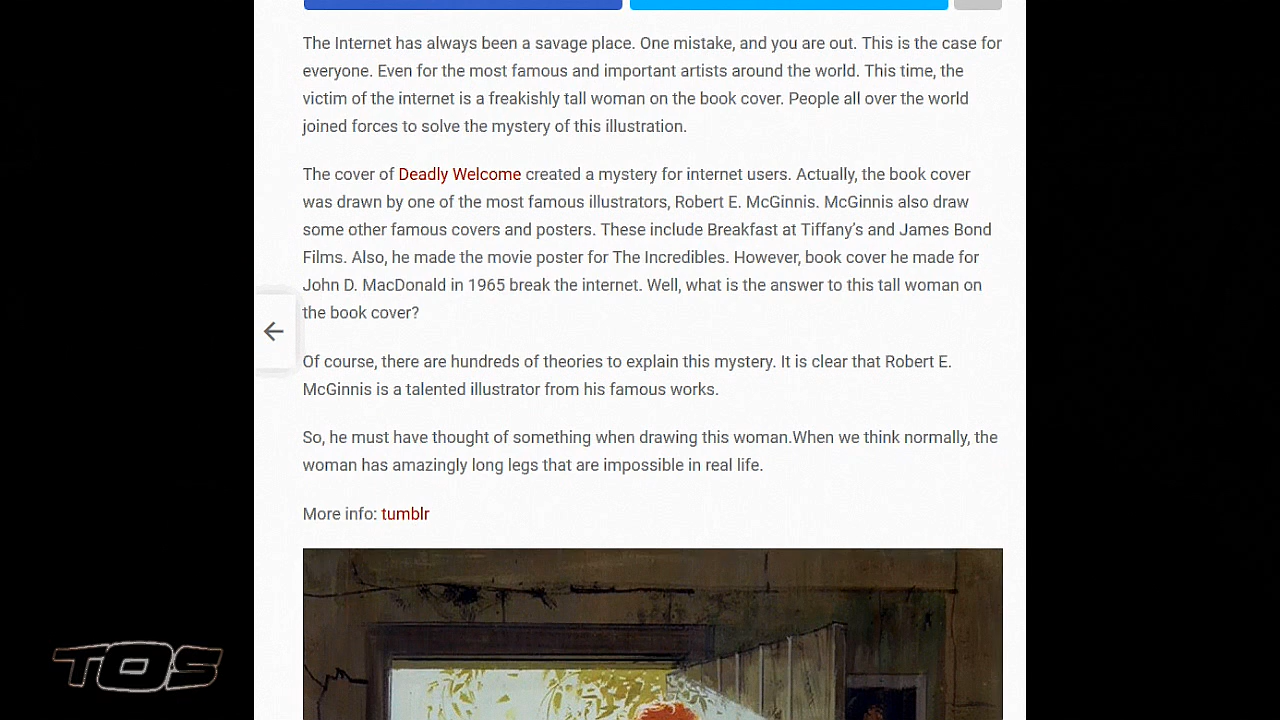 The Internet has always been a savage place. One mistake, and you are out. This is the case for
everyone. Even for the most famous and important artists around the world. This time, the
victim of the internet is a freakishly tall woman on the book cover. People all over the world
joined forces to solve the mystery of this illustration.
The cover of Deadly Welcome created a mystery for internet users. Actually, the book cover
was drawn by one of the most famous illustrators, Robert E. McGinnis. McGinnis also draw
some other famous covers and posters. These include Breakfast at Tiffany’s and James Bond
Films. Also, he made the movie poster for The Incredibles. However, book cover he made for
John D. MacDonald in 1965 break the internet. Well, what is the answer to this tall woman on
the book cover?
Of course, there are hundreds of theories to explain this mystery. It is clear that Robert E.
McGinnis is a talented illustrator from his famous works.
So, he must have thought of something when drawing this woman.When we think normally, the
woman has amazingly long legs that are impossible in real life.
More info: tumblr
TOS